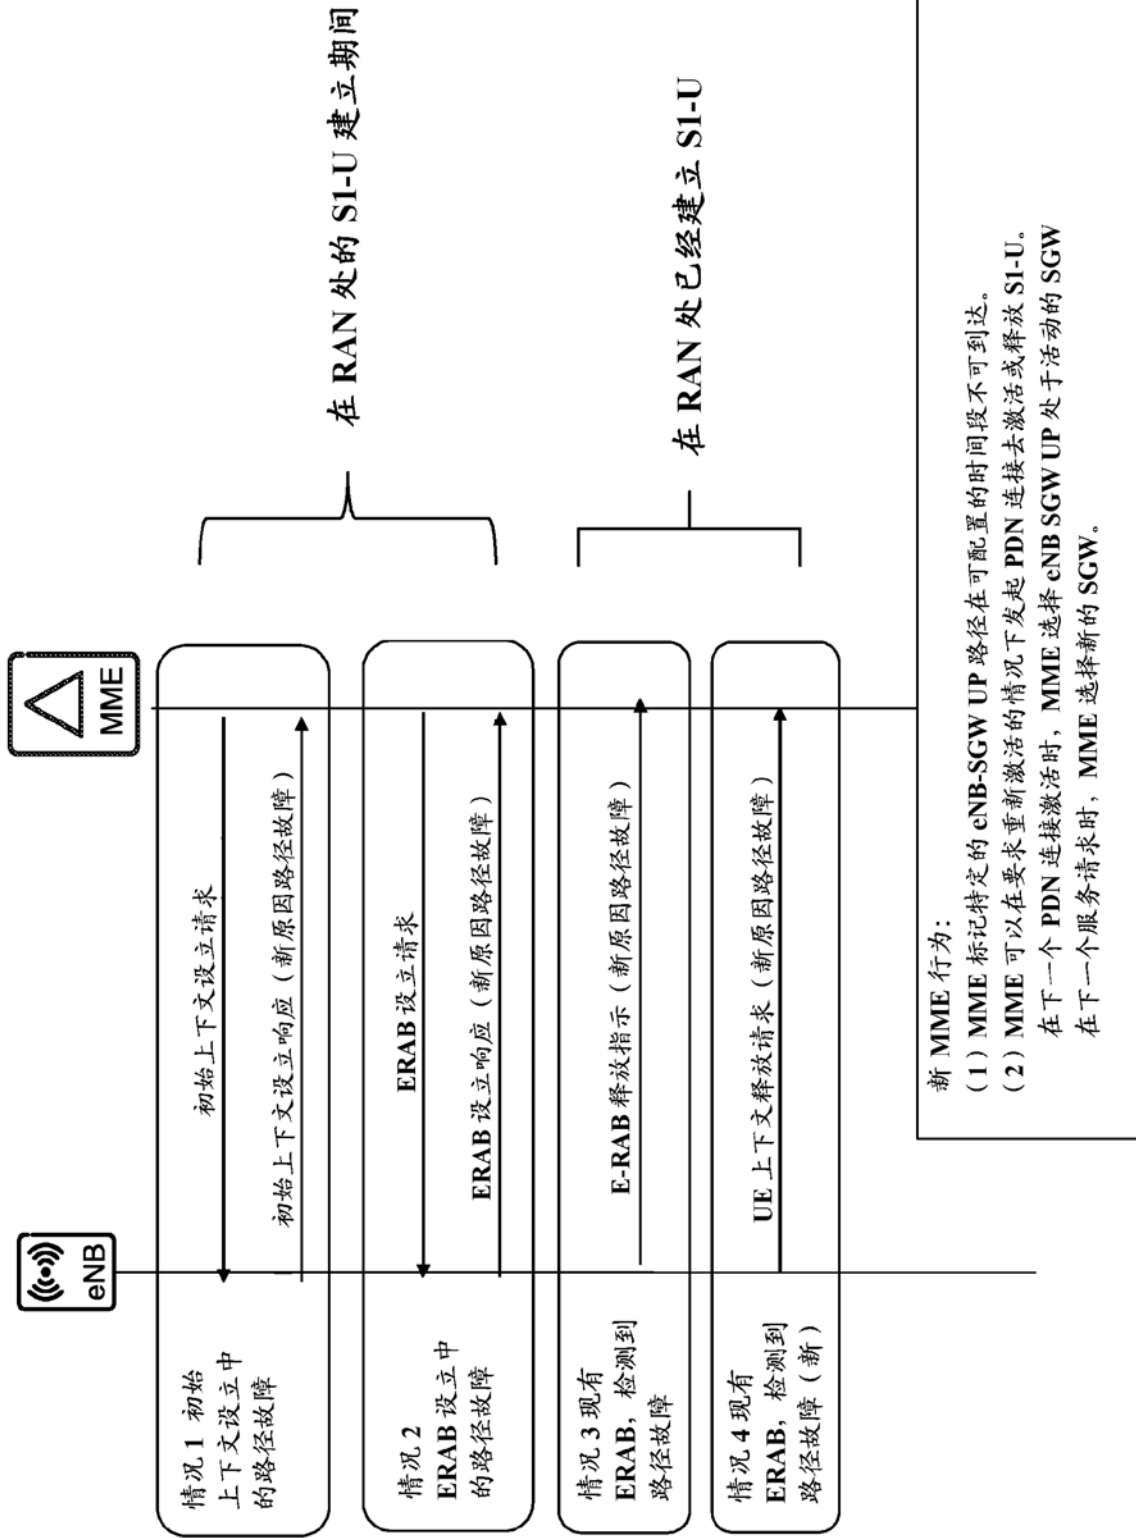 eNB
MME
情况 1 初始
上下文设立中
的路径故障
初始上下文设立请求
初始上下文设立响应（新原因路径故障）
情况 2
ERAB 设立中
的路径故障
ERAB 设立请求
ERAB 设立响应（新原因路径故障）
在 RAN 处的 S1-U 建立期间
情况 3 现有
ERAB，检测到
路径故障
E-RAB 释放指示（新原因路径故障）
情况 4 现有
ERAB，检测到
路径故障（新）
UE 上下文释放请求（新原因路径故障）
在 RAN 处已经建立 S1-U
新 MME 行为：
（1）MME 标记特定的 eNB-SGW UP 路径在可配置的时间段不可到达。
（2）MME 可以在要求重新激活的情况下发起 PDN 连接去激活或释放 S1-U。
在下一个 PDN 连接激活时，MME 选择 eNB SGW UP 处于活动的 SGW
在下一个服务请求时，MME 选择新的 SGW。